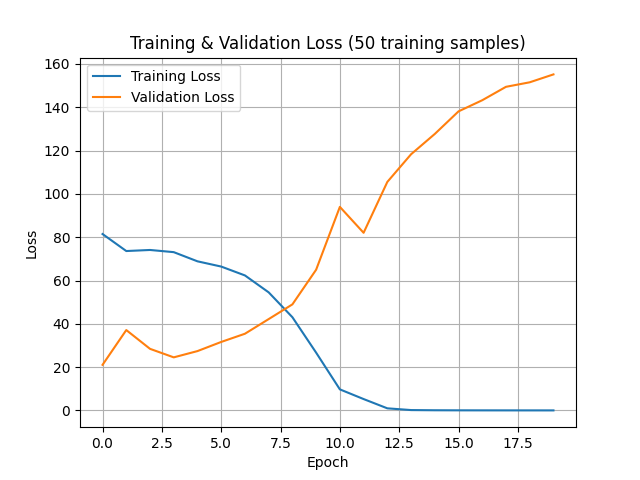 Training & Validation Loss (50 training samples)
Training Loss
Validation Loss
160
140
120
100
80
60
40
20
0
Loss
0.0 2.5 5.0 7.5 10.0 12.5 15.0 17.5
Epoch